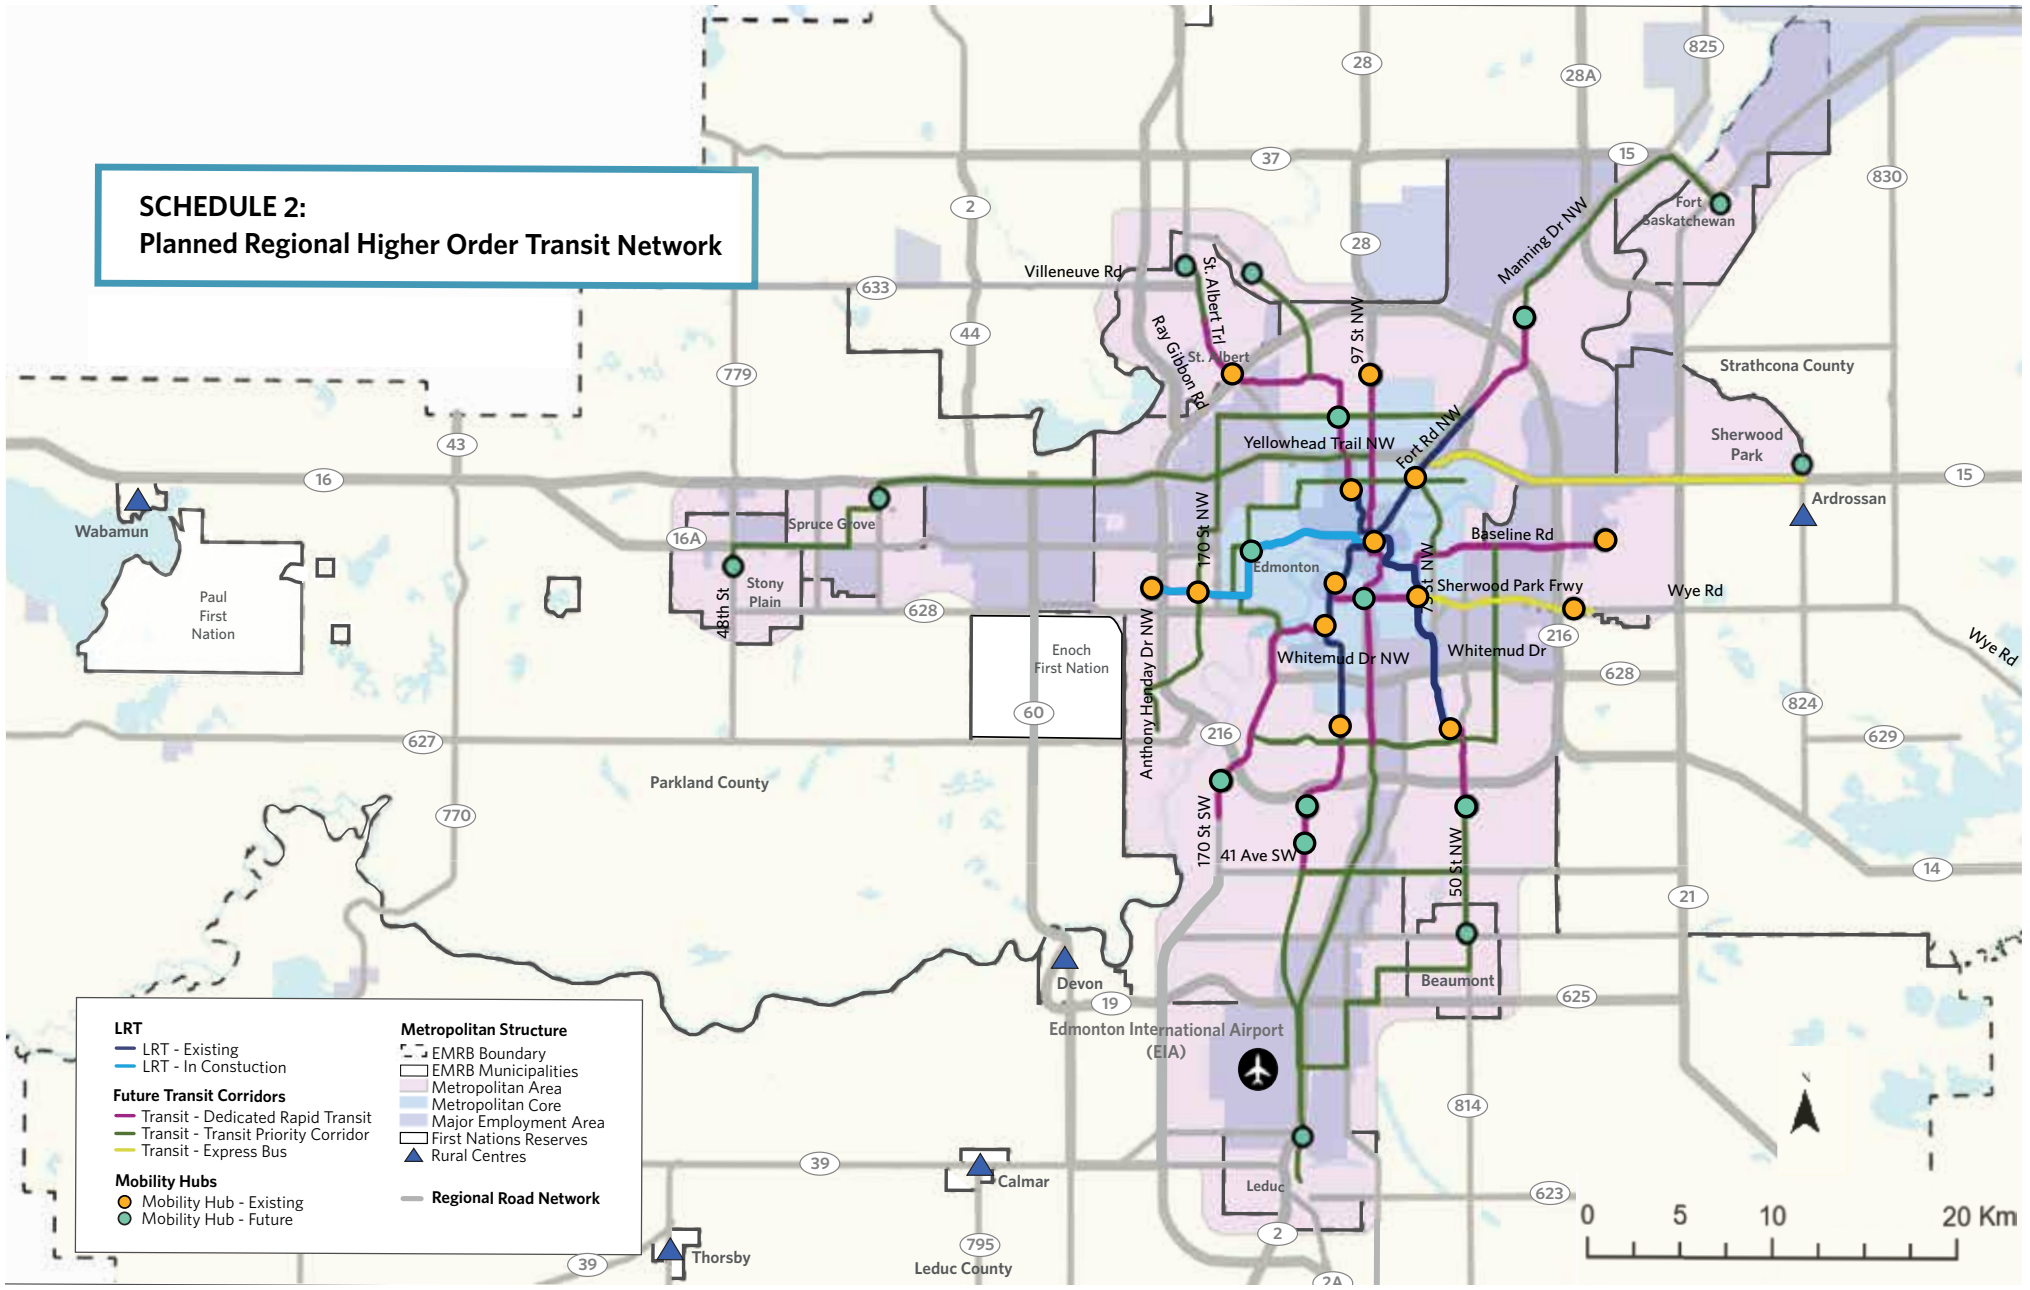 SCHEDULE 2:
Planned Regional Higher Order Transit Network
825
28
28A
37
15
830
2
Fort
Saskatchewan
Manning Dr NW
28
Villeneuve Rd
St. Albert Trl
633
44
Ray Gibbon Rd
97 St NW
St. Albert
Strathcona County
779
43
Yellowhead Trail NW
Fort Rd NW
Sherwood
Park
16
15
Ardrossan
Wabamun
Spruce Grove
170 St NW
16A
Baseline Rd
Edmonton
75 St NW
Stony
Plain
48th St
Sherwood Park Frwy
Wye Rd
Paul
First
Nation
628
216
Wye Rd
Enoch
First Nation
Anthony Henday Dr NW
Whitemud Dr NW
Whitemud Dr
628
60
824
627
216
629
Parkland County
770
170 St SW
41 Ave SW
50 St NW
14
21
Devon
Beaumont
19
625
Edmonton International Airport
(EIA)
814
39
Calmar
Leduc
623
2
795
Leduc County
Thorsby
39
2A
LRT
LRT - Existing
LRT - In Constuction
Future Transit Corridors
Transit - Dedicated Rapid Transit
Transit - Transit Priority Corridor
Transit - Express Bus
Mobility Hubs
Mobility Hub - Existing
Mobility Hub - Future
Metropolitan Structure
EMRB Boundary
EMRB Municipalities
Metropolitan Area
Metropolitan Core
Major Employment Area
First Nations Reserves
Rural Centres
Regional Road Network
N
0 5 10 20 Km